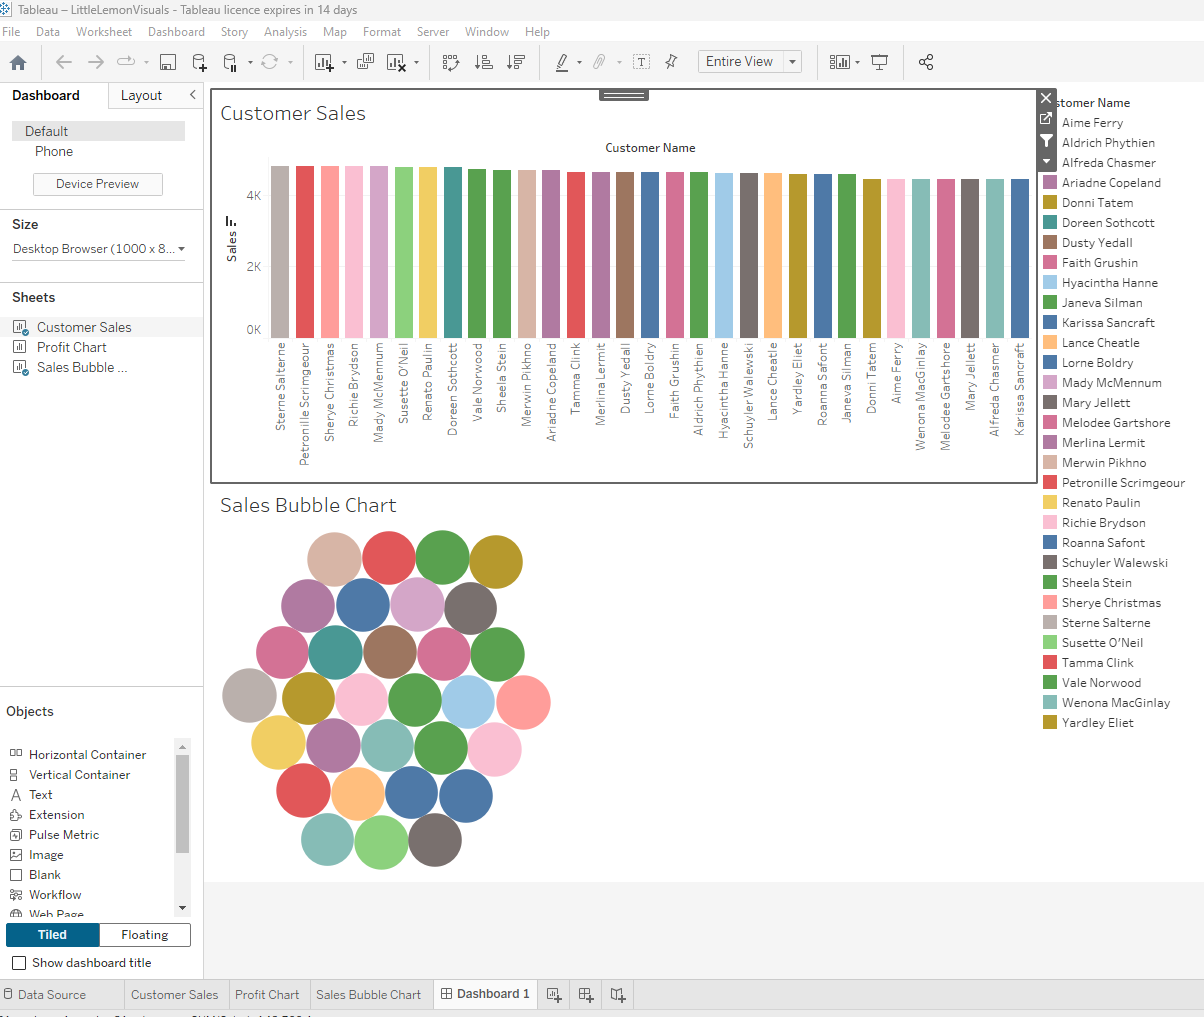 Tableau – LittleLemonVisuals - Tableau licence expires in 14 days
File Data Worksheet Dashboard Story Analysis Map Format Server Window Help
Entire View
Dashboard
Layout
Default
Phone
Device Preview
Size
Desktop Browser (1000 x 8...
Sheets
Customer Sales
Profit Chart
Sales Bubble ...
Objects
Horizontal Container
Vertical Container
Text
Extension
Pulse Metric
Image
Blank
Workflow
Web Page
Tiled
Floating
Show dashboard title
Customer Sales
Customer Name
Sales
4K
2K
0K
Sterne Salterne
Petronille Scrimgeour
Sherye Christmas
Richie Brydson
Mady McMennum
Susette O'Neil
Renato Paulin
Doreen Sothcott
Vale Norwood
Sheela Stein
Merwin Pikhno
Ariadne Copeland
Tamma Clink
Merlina Lermit
Dusty Yedall
Lorne Boldry
Faith Grushin
Aldrich Phythien
Hyacintha Hanne
Schuyler Walewski
Lance Cheatle
Yardley Eliet
Roanna Safont
Janeva Silman
Donni Tatem
Aime Ferry
Wenona MacGinlay
Melodee Gartshore
Mary Jellett
Alfreda Chasmer
Karissa Sancraft
Sales Bubble Chart
stomer Name
Aime Ferry
Aldrich Phythien
Alfreda Chasmer
Ariadne Copeland
Donni Tatem
Doreen Sothcott
Dusty Yedall
Faith Grushin
Hyacintha Hanne
Janeva Silman
Karissa Sancraft
Lance Cheatle
Lorne Boldry
Mady McMennum
Mary Jellett
Melodee Gartshore
Merlina Lermit
Merwin Pikhno
Petronille Scrimgeour
Renato Paulin
Richie Brydson
Roanna Safont
Schuyler Walewski
Sheela Stein
Sherye Christmas
Sterne Salterne
Susette O'Neil
Tamma Clink
Vale Norwood
Wenona MacGinlay
Yardley Eliet
Data Source
Customer Sales
Profit Chart
Sales Bubble Chart
Dashboard 1